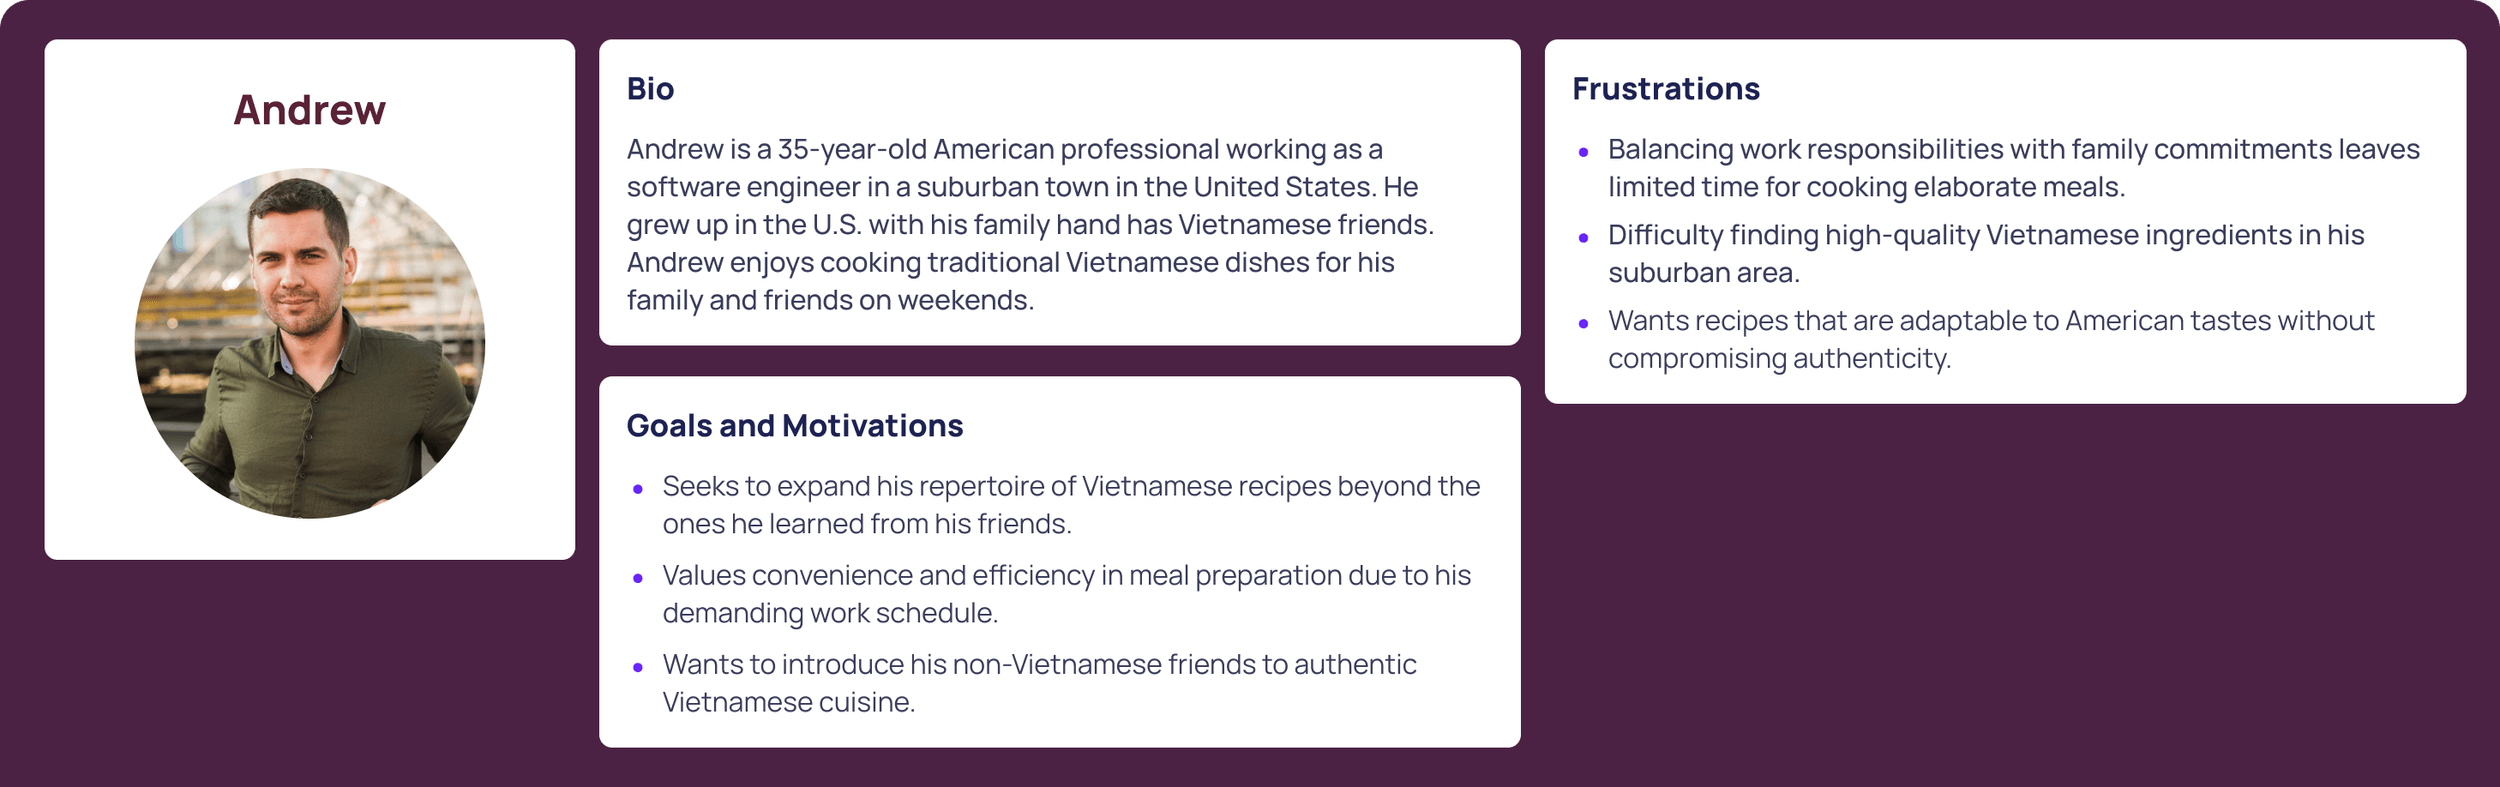 Andrew
Bio
Andrew is a 35-year-old American professional working as a
software engineer in a suburban town in the United States. He
grew up in the U.S. with his family hand has Vietnamese friends.
Andrew enjoys cooking traditional Vietnamese dishes for his
family and friends on weekends.
Goals and Motivations
Seeks to expand his repertoire of Vietnamese recipes beyond the
ones he learned from his friends.
Values convenience and efficiency in meal preparation due to his
demanding work schedule.
Wants to introduce his non-Vietnamese friends to authentic
Vietnamese cuisine.
Frustrations
Balancing work responsibilities with family commitments leaves
limited time for cooking elaborate meals.
Difficulty finding high-quality Vietnamese ingredients in his
suburban area.
Wants recipes that are adaptable to American tastes without
compromising authenticity.